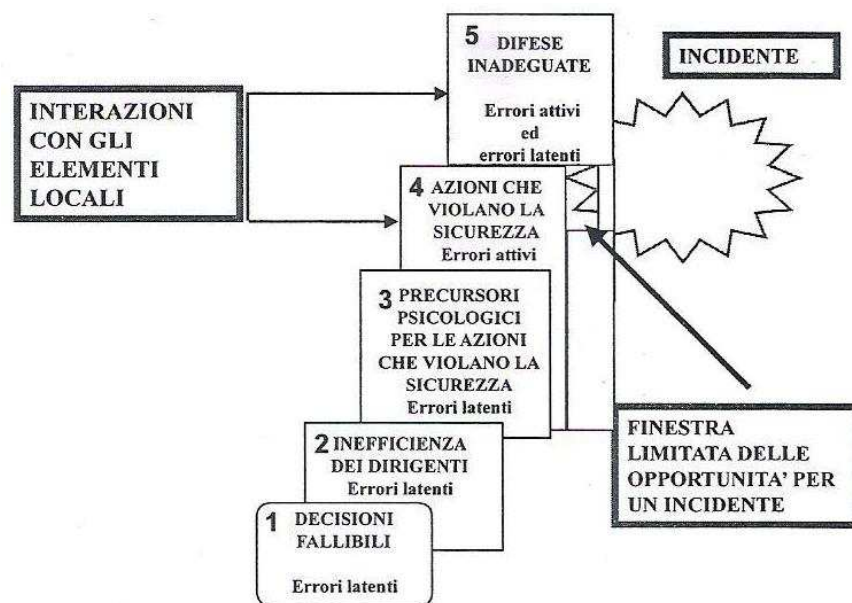 5 DIFESE
INADEGUATE
Errori attivi
ed
errori latenti
INCIDENTE
INTERAZIONI
CON GLI
ELEMENTI
LOCALI
4 AZIONI CHE
VIOLANO LA
SICUREZZA
Errori attivi
3 PRECURSORI
PSICOLOGICI
PER LE AZIONI
CHE VIOLANO LA
SICUREZZA
Errori latenti
2 INEFFICIENZA
DEI DIRIGENTI
Errori latenti
1 DECISIONI
FALLIBILI
Errori latenti
FINESTRA
LIMITATA DELLE
OPPORTUNITA' PER
UN INCIDENTE